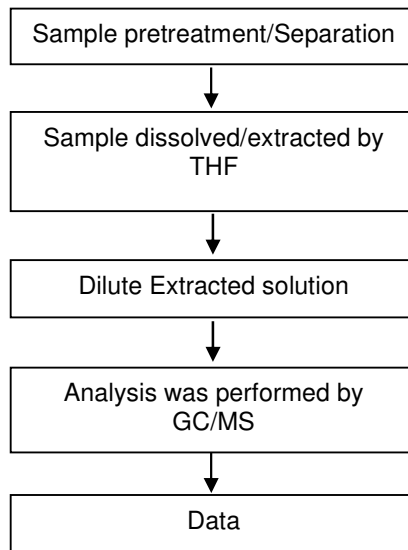 Sample pretreatment/Separation
Sample dissolved/extracted by
THF
Dilute Extracted solution
Analysis was performed by
GC/MS
Data